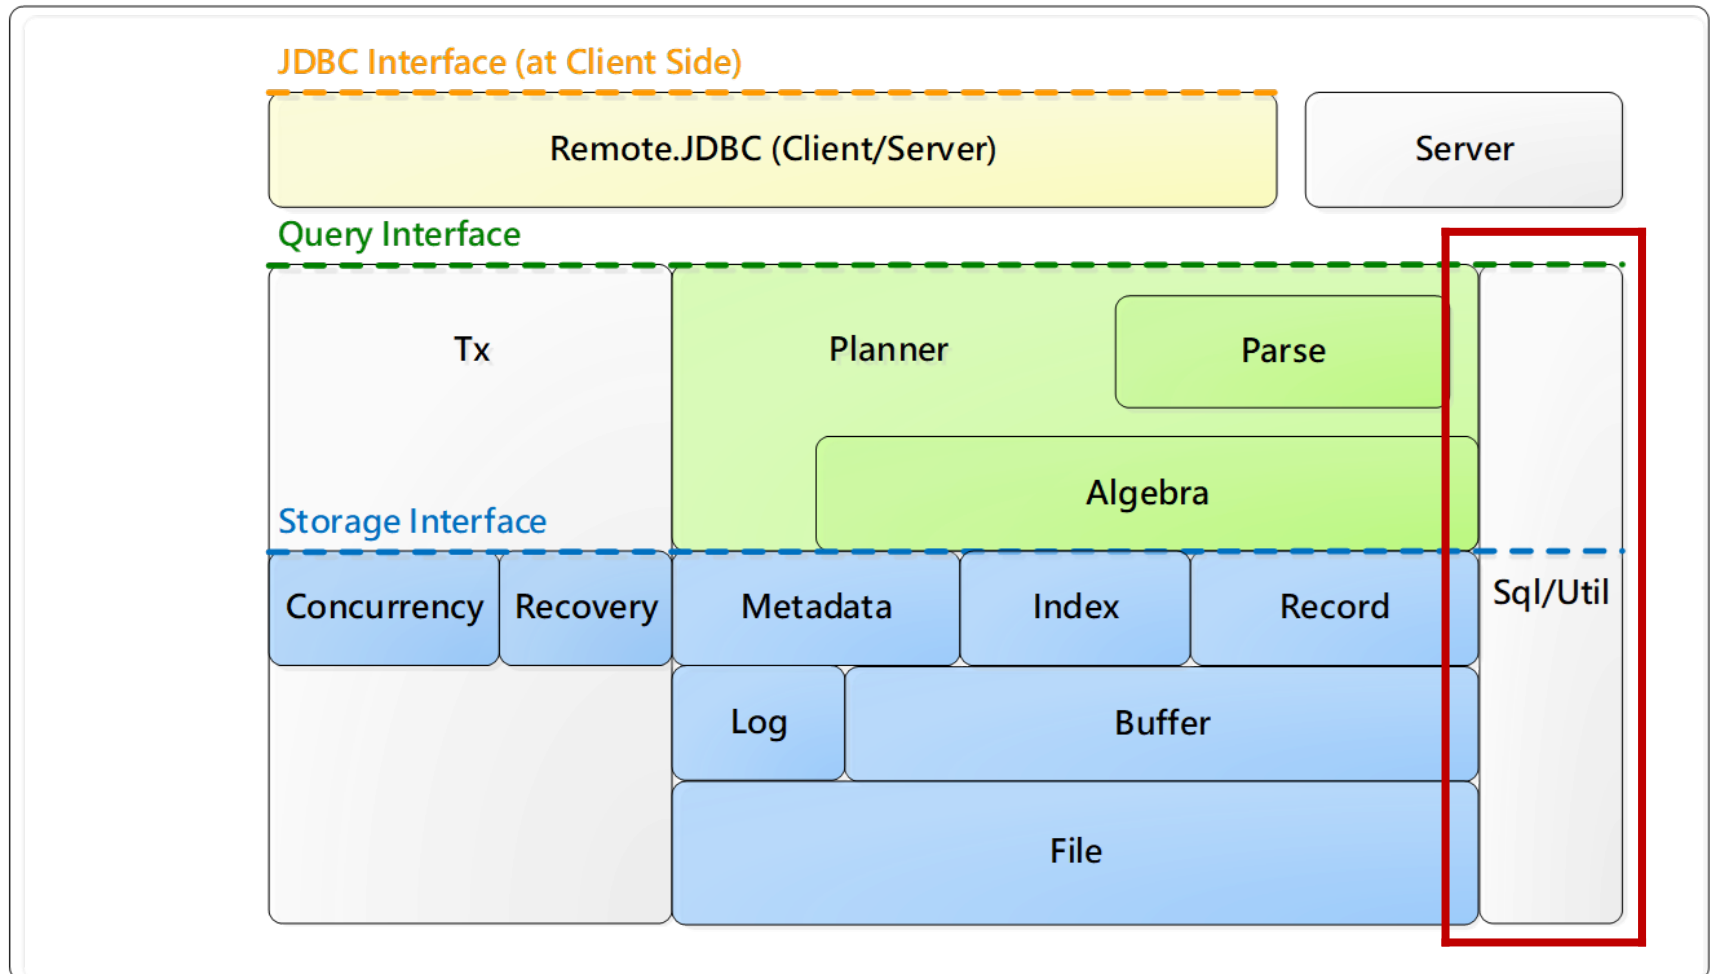 JDBC Interface (at Client Side)
Remote.JDBC (Client/Server)
Server
Query Interface
Tx
Planner
Parse
Algebra
Storage Interface
Concurrency
Recovery
Metadata
Index
Record
Sql/Util
Log
Buffer
File